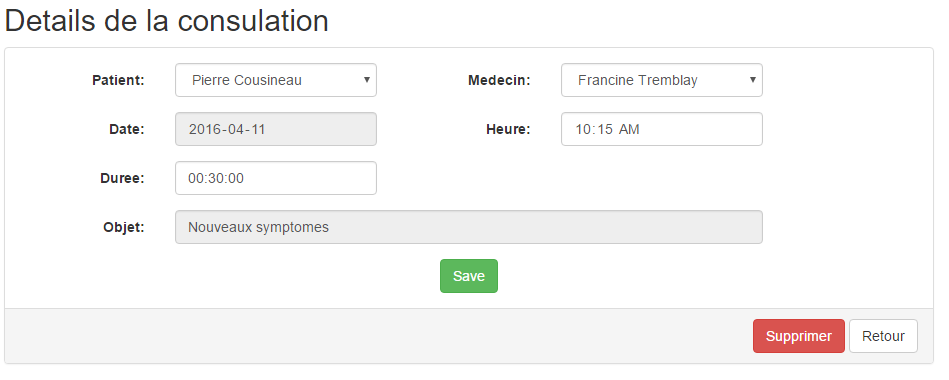 Details de la consulation
Patient: Pierre Cousineau Medecin: Francine Tremblay
Date: 2016-04-11 Heure: 10:15 AM
Duree: 00:30:00
Objet: Nouveaux symptomes
Save
Supprimer Retour